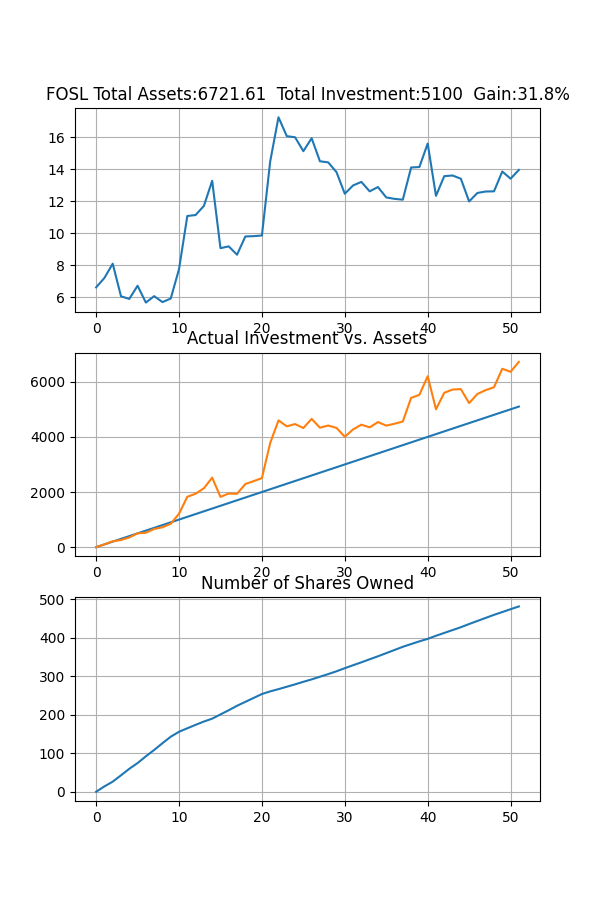 FOSL Total Assets:6721.61  Total Investment:5100  Gain:31.8%
16
14
12
10
8
6
0 10 20 30 40 50
Actual Investment vs. Assets
6000
4000
2000
0
0 10 20 30 40 50
Number of Shares Owned
500
400
300
200
100
0
0 10 20 30 40 50